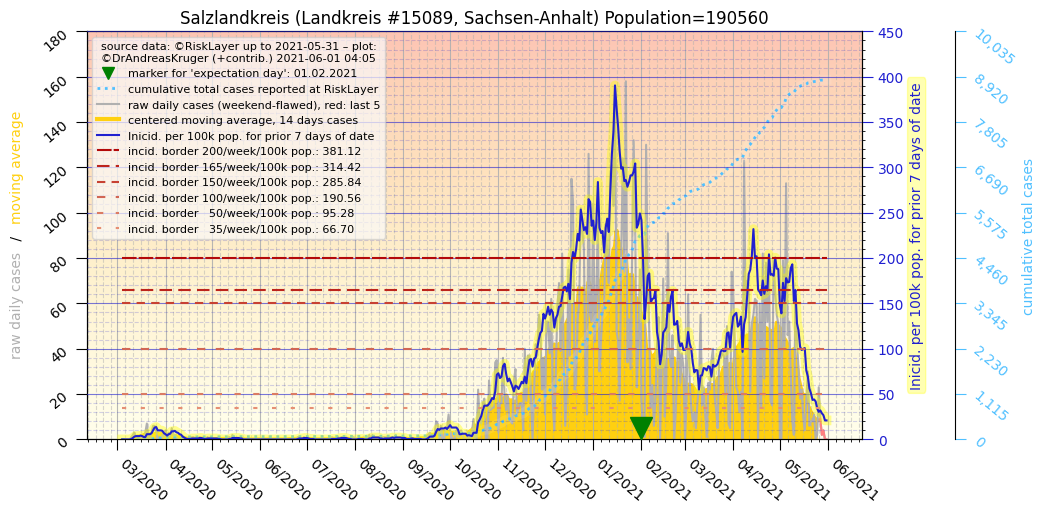 Salzlandkreis (Landkreis #15089, Sachsen-Anhalt) Population=190560
source data: ©RiskLayer up to 2021-05-31 – plot:
©DrAndreasKruger (+contrib.) 2021-06-01 04:05
marker for 'expectation day': 01.02.2021
cumulative total cases reported at RiskLayer
raw daily cases (weekend-flawed), red: last 5
centered moving average, 14 days cases
Inicid. per 100k pop. for prior 7 days of date
incid. border 200/week/100k pop.: 381.12
incid. border 165/week/100k pop.: 314.42
incid. border 150/week/100k pop.: 285.84
incid. border 100/week/100k pop.: 190.56
incid. border 50/week/100k pop.: 95.28
incid. border 35/week/100k pop.: 66.70
raw daily cases / moving average
180
160
140
120
100
80
60
40
20
0
03/2020
04/2020
05/2020
06/2020
07/2020
08/2020
09/2020
10/2020
11/2020
12/2020
01/2021
02/2021
03/2021
04/2021
05/2021
06/2021
450
400
350
300
250
200
150
100
50
0
Inicid. per 100k pop. for prior 7 days of date
10,035
8,920
7,805
6,690
5,575
4,460
3,345
2,230
1,115
0
cumulative total cases